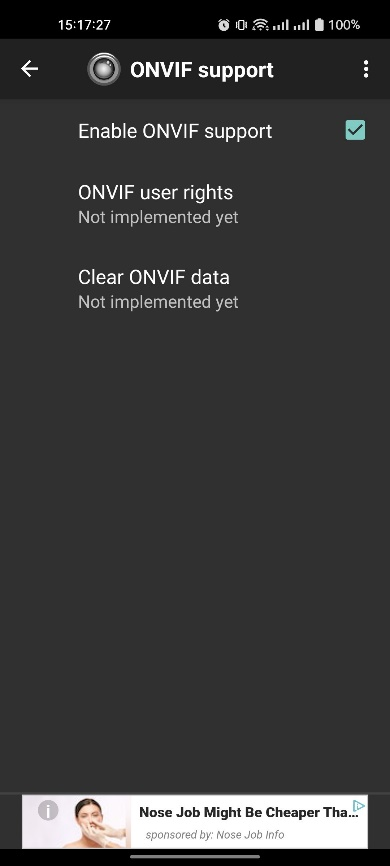 15:17:27
100%
ONVIF support
Enable ONVIF support
ONVIF user rights
Not implemented yet
Clear ONVIF data
Not implemented yet
Nose Job Might Be Cheaper Tha...
sponsored by: Nose Job Info